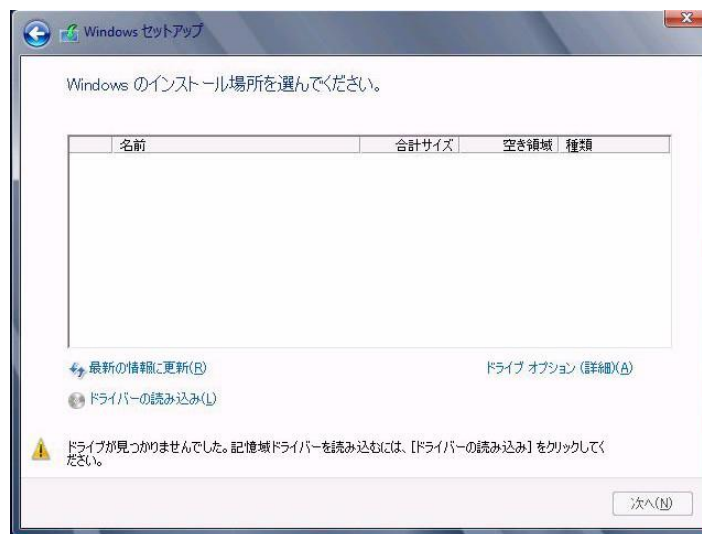 Windows セットアップ
Windows のインストール場所を選んでください。
名前 合計サイズ 空き領域 種類
最新の情報に更新(R) ドライブ オプション (詳細)(A)
ドライバーの読み込み(L)
ドライブが見つかりませんでした。記憶域ドライバーを読み込むには、[ドライバーの読み込み] をクリックしてく
ださい。
次へ(N)